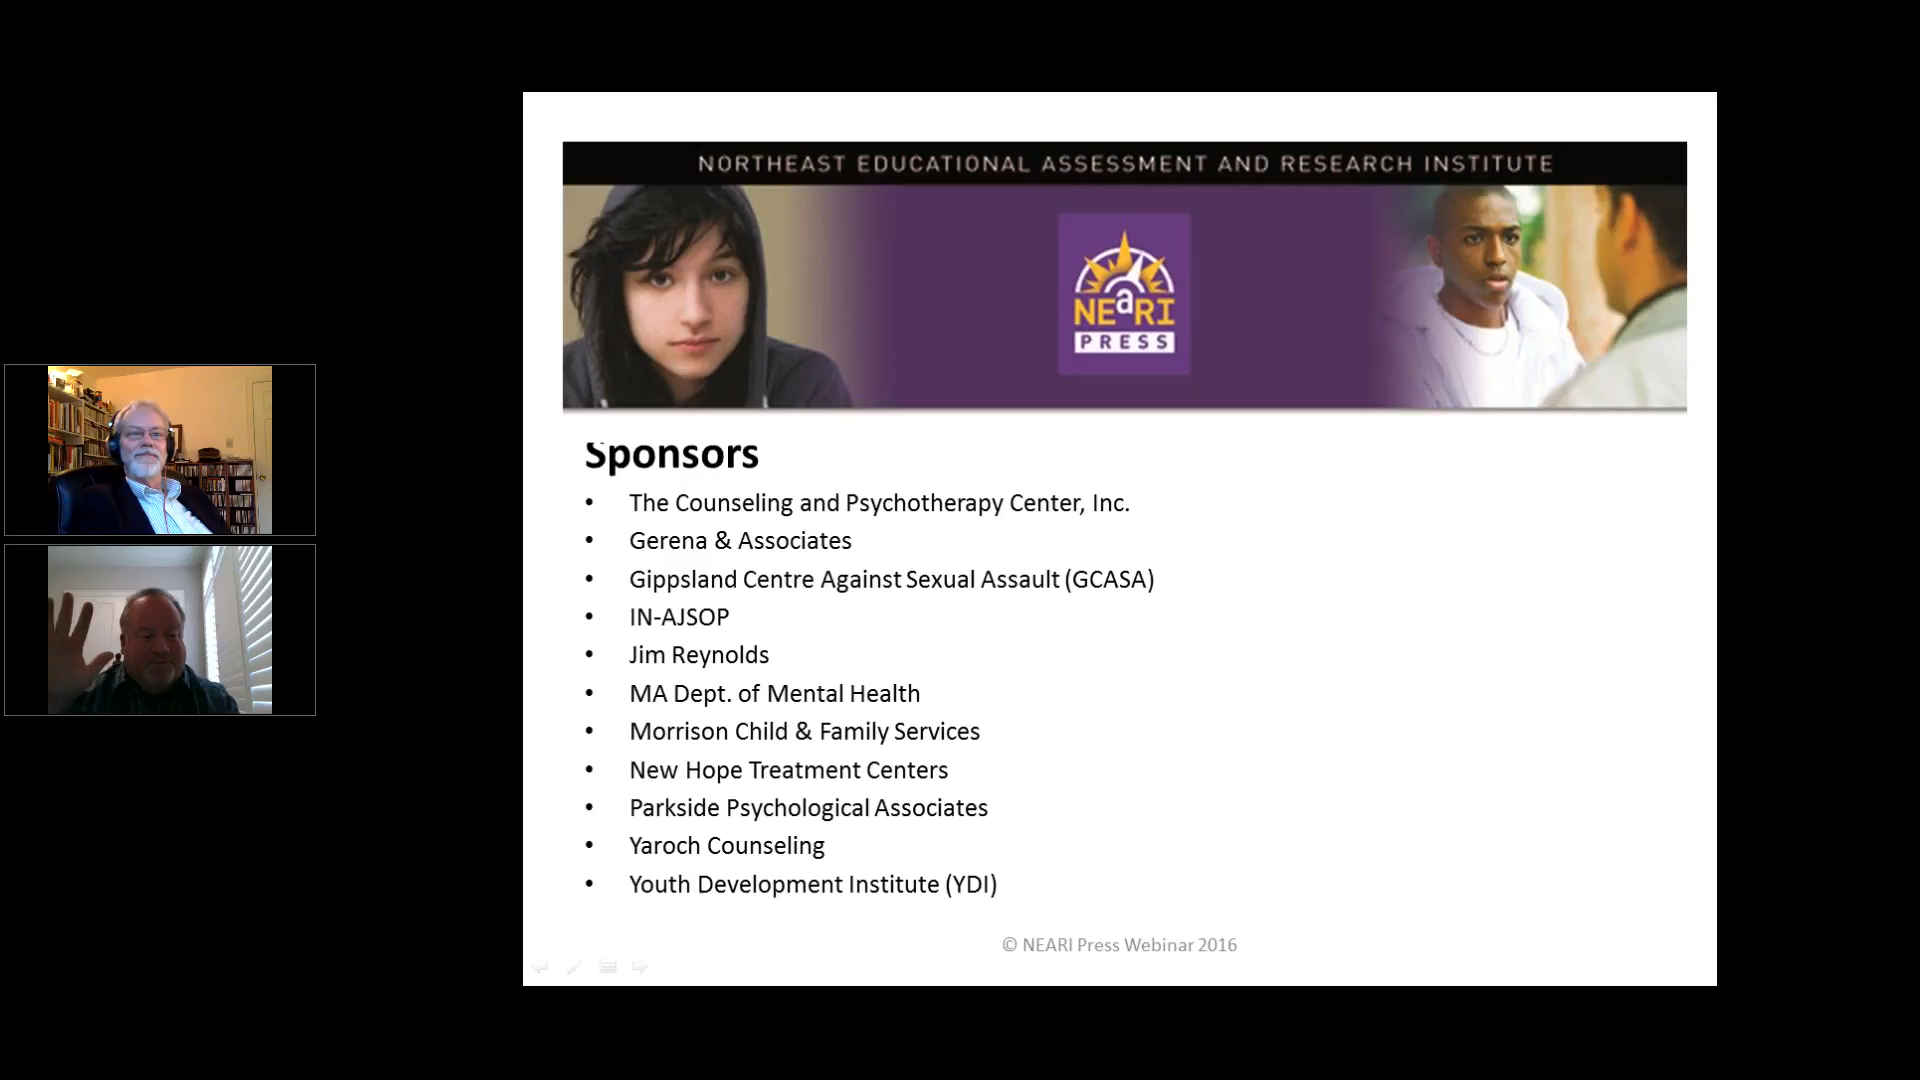 NORTHEAST EDUCATIONAL ASSESSMENT AND RESEARCH INSTITUTE
NEaRI
PRESS
Sponsors
• The Counseling and Psychotherapy Center, Inc.
• Gerena & Associates
• Gippsland Centre Against Sexual Assault (GCASA)
• IN-AJSOP
• Jim Reynolds
• MA Dept. of Mental Health
• Morrison Child & Family Services
• New Hope Treatment Centers
• Parkside Psychological Associates
• Yaroch Counseling
• Youth Development Institute (YDI)
© NEARI Press Webinar 2016